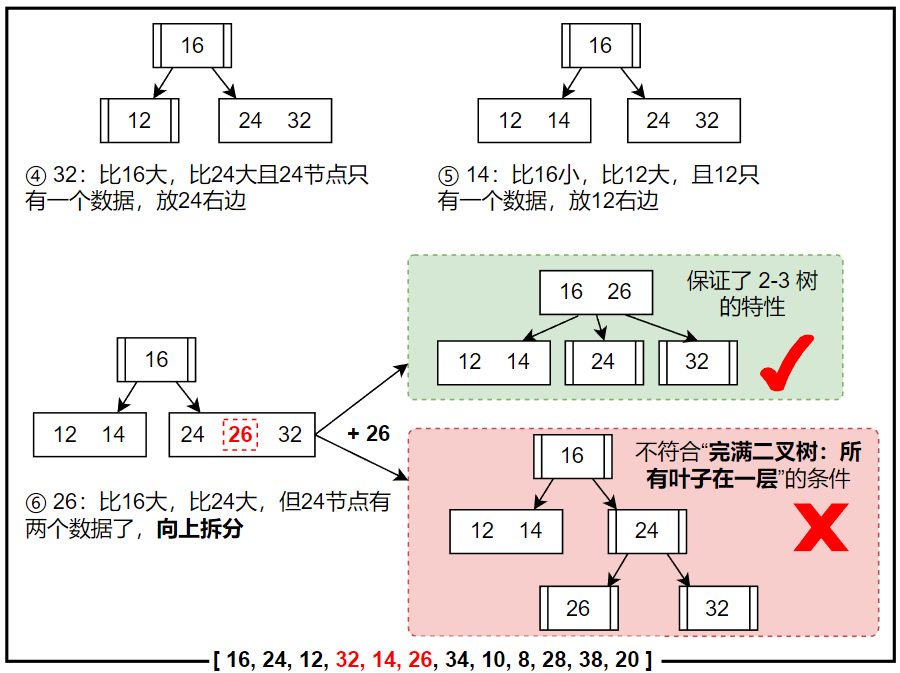 16
12
24 32
④ 32：比16大，比24大且24节点只
有一个数据，放24右边
16
12 14
24 32
⑤ 14：比16小，比12大，且12只
有一个数据，放12右边
16
12 14
24 26 32
+ 26
⑥ 26：比16大，比24大，但24节点有
两个数据了，向上拆分
16 26
12 14
24
32
保证了 2-3 树
的特性
16
12 14
24
26
32
不符合“完满二叉树：所
有叶子在一层”的条件
[ 16, 24, 12, 32, 14, 26, 34, 10, 8, 28, 38, 20 ]